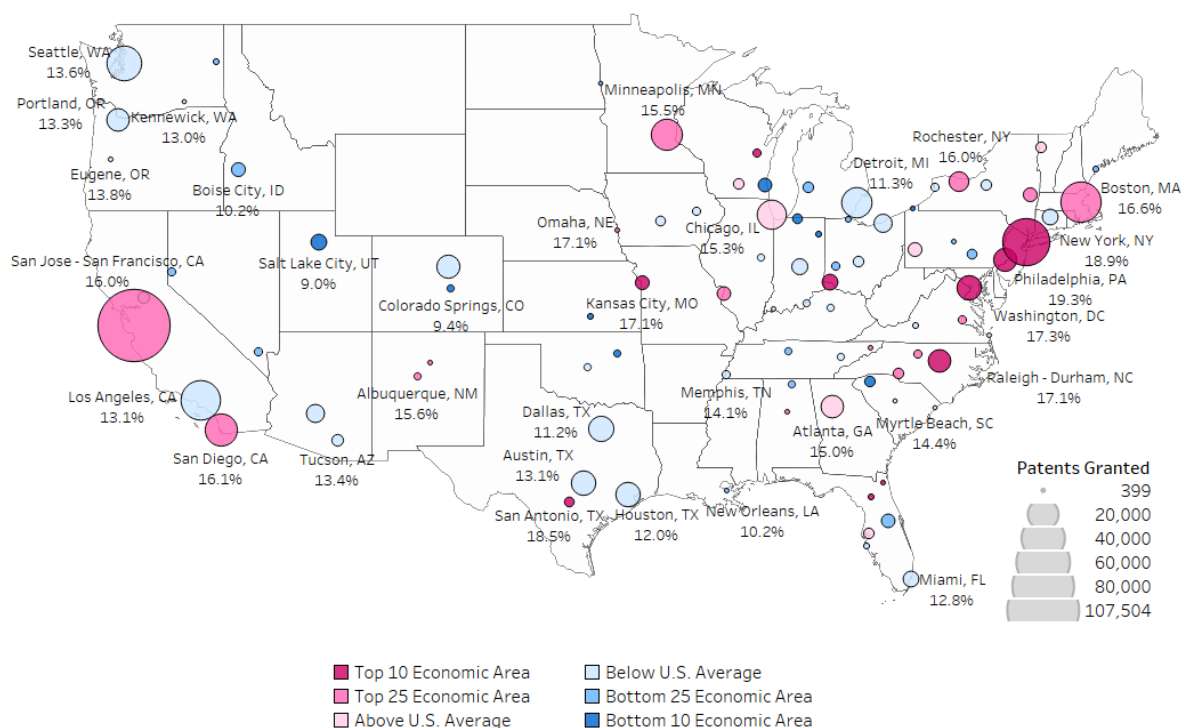 Seattle, WA
13.6%
Portland, OR
13.3%
Kennewick, WA
13.0%
Eugene, OR
13.8%
Boise City, ID
10.2%
San Jose - San Francisco, CA
16.0%
Salt Lake City, UT
9.0%
Colorado Springs, CO
9.4%
Los Angeles, CA
13.1%
San Diego, CA
16.1%
Tucson, AZ
13.4%
Albuquerque, NM
15.6%
Minneapolis, MN
15.5%
Omaha, NE
17.1%
Chicago, IL
15.3%
Kansas City, MO
17.1%
Detroit, MI
11.3%
Rochester, NY
16.0%
Boston, MA
16.6%
New York, NY
18.9%
Philadelphia, PA
19.3%
Washington, DC
17.3%
Raleigh - Durham, NC
17.1%
Memphis, TN
14.1%
Atlanta, GA
15.0%
Myrtle Beach, SC
14.4%
Dallas, TX
11.2%
Austin, TX
13.1%
San Antonio, TX
18.5%
Houston, TX
12.0%
New Orleans, LA
10.2%
Miami, FL
12.8%
Patents Granted
399
20,000
40,000
60,000
80,000
107,504
Top 10 Economic Area
Top 25 Economic Area
Above U.S. Average
Below U.S. Average
Bottom 25 Economic Area
Bottom 10 Economic Area